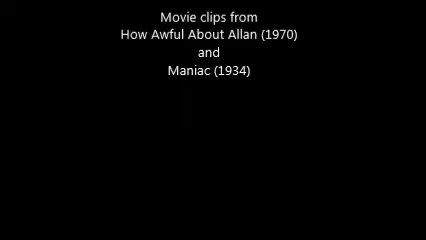 Movie clips from
How Awful About Allan (1970)
and
Maniac (1934)